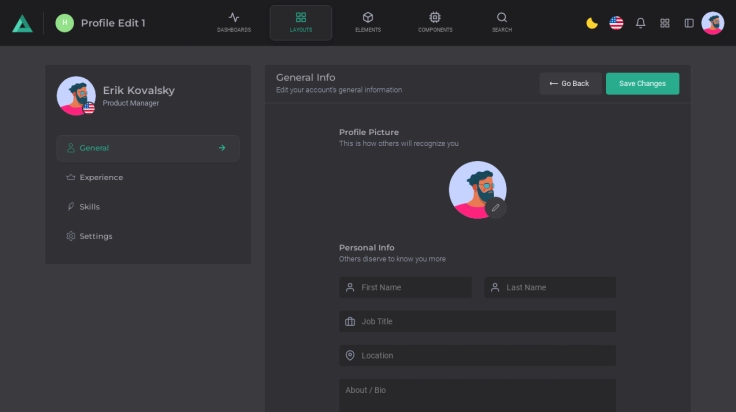 H
Profile Edit 1
DASHBOARDS
LAYOUTS
ELEMENTS
COMPONENTS
SEARCH
Erik Kovalsky
Product Manager
General
Experience
Skills
Settings
General Info
Edit your account's general information
Go Back
Save Changes
Profile Picture
This is how others will recognize you
Personal Info
Others diserve to know you more
First Name
Last Name
Job Title
Location
About / Bio